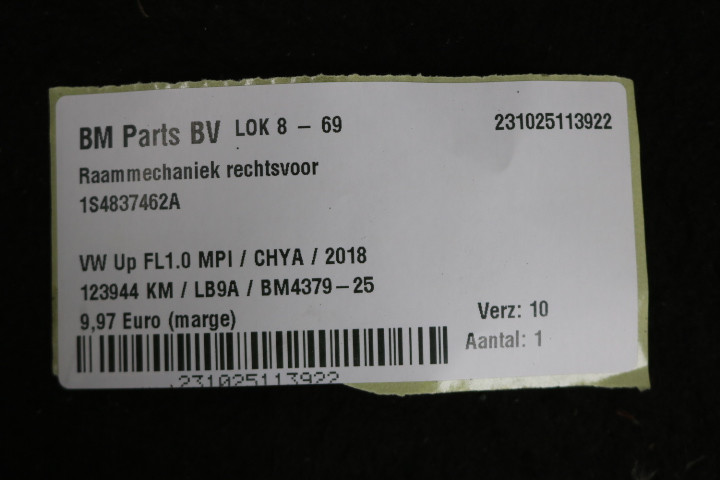 BM Parts BV LOK 8 – 69 231025113922
Raammechaniek rechtsvoor
1S4837462A
VW Up FL1.0 MPI / CHYA / 2018
123944 KM / LB9A / BM4379–25
9,97 Euro (marge)
Verz: 10
Aantal: 1
231025113922